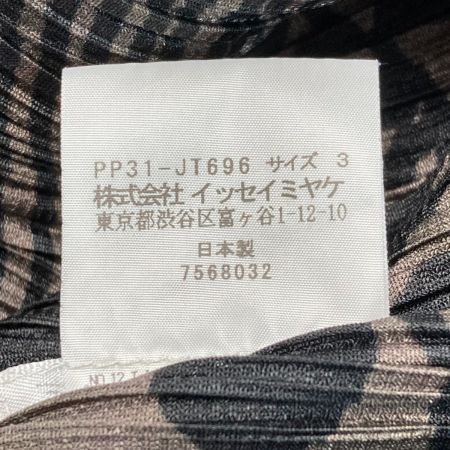 PP31-JT696 サイズ 3
株式会社 イッセイミヤケ
東京都渋谷区富ヶ谷1-12-10
日本製
7568032